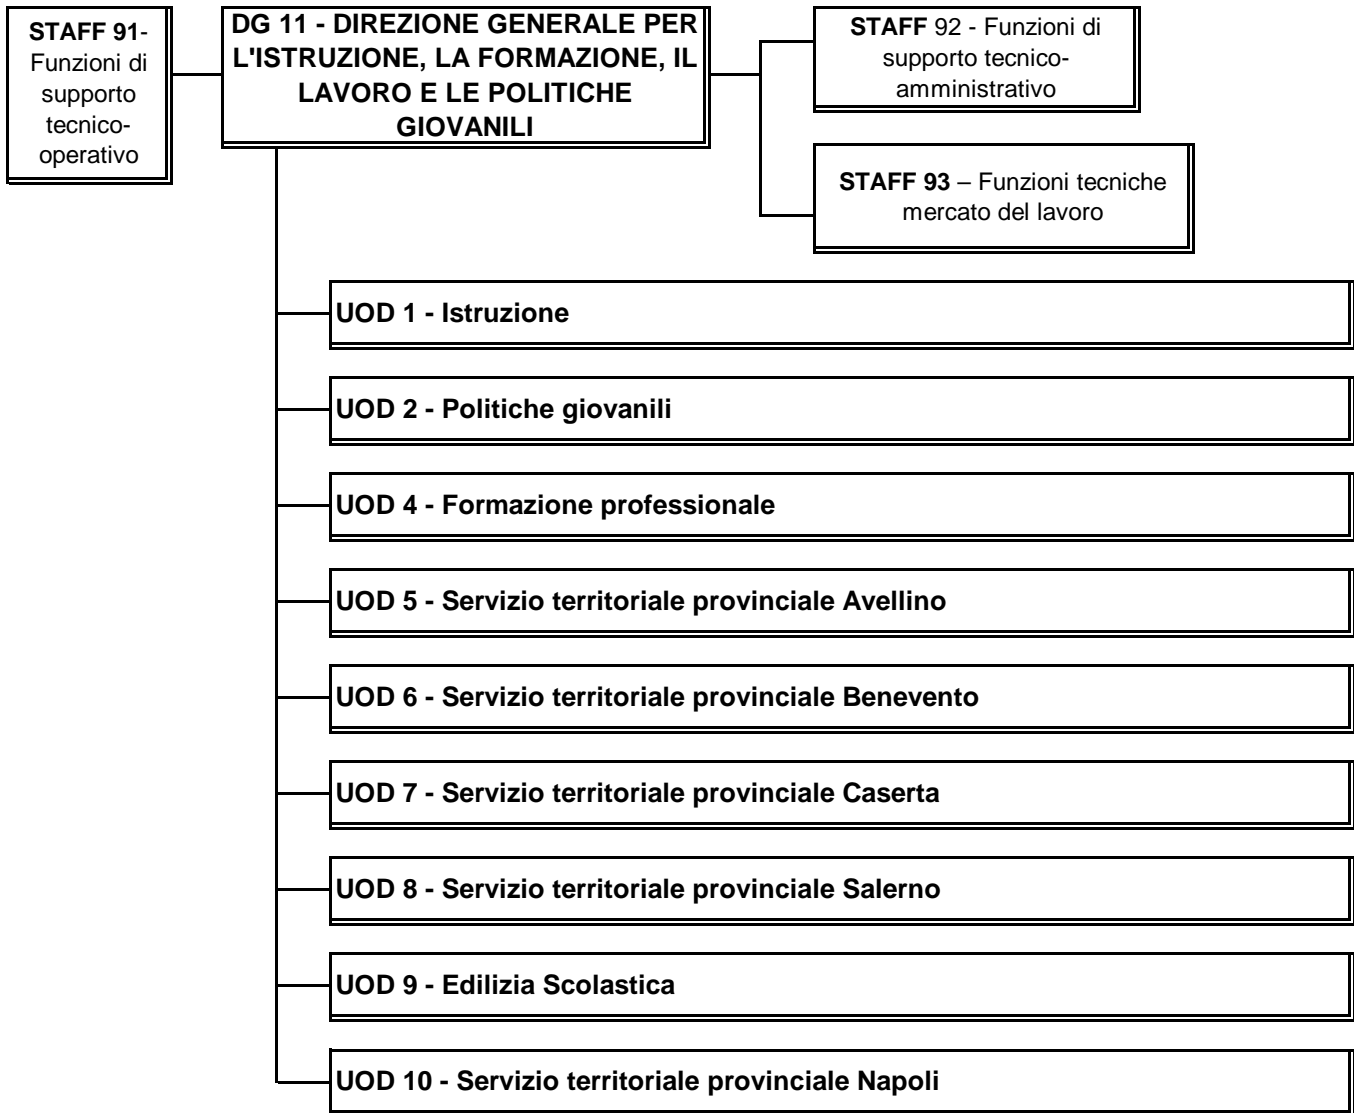 STAFF 91-
Funzioni di
supporto
tecnico-
operativo
DG 11 - DIREZIONE GENERALE PER
L'ISTRUZIONE, LA FORMAZIONE, IL
LAVORO E LE POLITICHE
GIOVANILI
STAFF 92 - Funzioni di
supporto tecnico-
amministrativo
STAFF 93 – Funzioni tecniche
mercato del lavoro
UOD 1 - Istruzione
UOD 2 - Politiche giovanili
UOD 4 - Formazione professionale
UOD 5 - Servizio territoriale provinciale Avellino
UOD 6 - Servizio territoriale provinciale Benevento
UOD 7 - Servizio territoriale provinciale Caserta
UOD 8 - Servizio territoriale provinciale Salerno
UOD 9 - Edilizia Scolastica
UOD 10 - Servizio territoriale provinciale Napoli